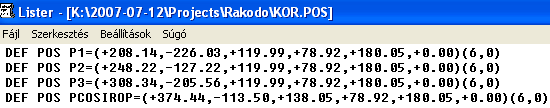 Lister - [K:\2007-07-12\Projects\Rakodo\KOR.POS]
Fájl Szerkesztés Beállítások Súgó
DEF POS P1=(+208.14,-226.03,+119.99,+78.92,+180.05,+0.00)(6,0)
DEF POS P2=(+248.22,-127.22,+119.99,+78.92,+180.05,+0.00)(6,0)
DEF POS P3=(+308.34,-205.56,+119.99,+78.92,+180.05,+0.00)(6,0)
DEF POS PCOSIROP=(+374.44,-113.50,+138.05,+78.92,+180.05,+0.00)(6,0)